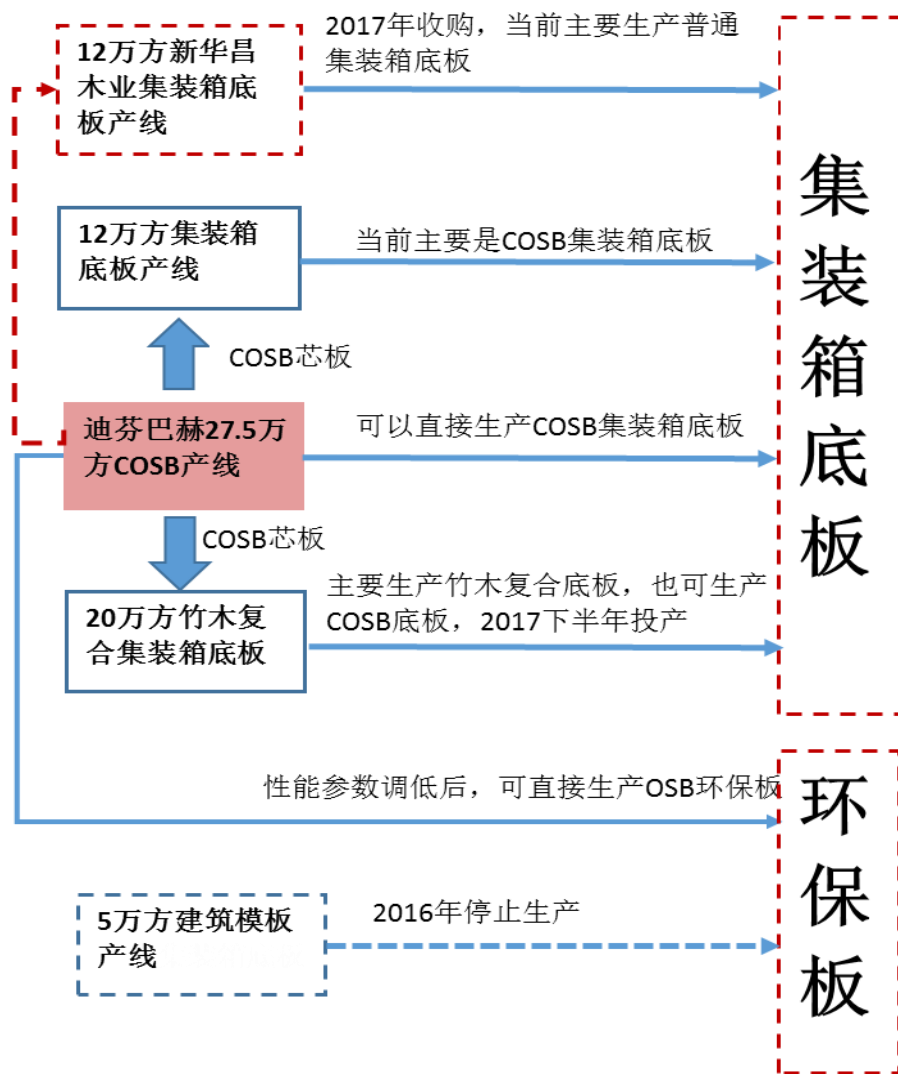 2017年收购，当前主要生产普通
集装箱底板
12万方新华昌
木业集装箱底
板产线
12万方集装箱
底板产线
当前主要是COSB集装箱底板
COSB芯板
迪芬巴赫27.5万
方COSB产线
可以直接生产COSB集装箱底板
COSB芯板
20万方竹木复
合集装箱底板
主要生产竹木复合底板，也可生产
COSB底板，2017下半年投产
集装箱底板
性能参数调低后，可直接生产OSB环保板
5万方建筑模板
产线
2016年停止生产
环保板